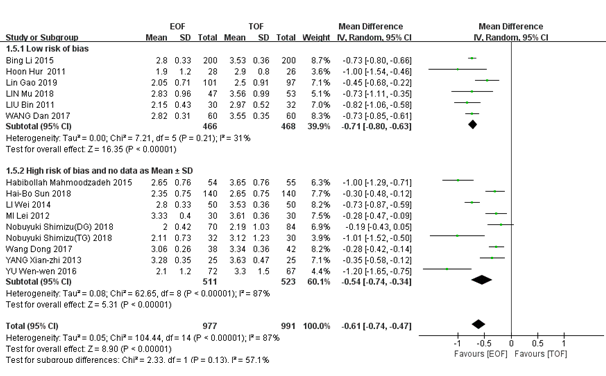 EOF TOF Mean Difference Mean Difference
Study or Subgroup Mean SD Total Mean SD Total Weight IV, Random, 95% CI IV, Random, 95% CI
1.5.1 Low risk of bias
Bing Li 2015 2.8 0.33 200 3.53 0.36 200 8.7% -0.73 [-0.80, -0.66]
Hoon Hur 2011 1.9 1.2 28 2.9 0.8 26 3.6% -1.00 [-1.54, -0.46]
Lin Gao 2019 2.05 0.71 101 2.5 0.91 97 7.1% -0.45 [-0.68, -0.22]
LIN Mu 2018 2.83 0.96 47 3.56 0.99 53 5.3% -0.73 [-1.11, -0.35]
LIU Bin 2011 2.15 0.43 30 2.97 0.52 32 7.0% -0.82 [-1.06, -0.58]
WANG Dan 2017 2.82 0.31 60 3.55 0.35 60 8.3% -0.73 [-0.85, -0.61]
Subtotal (95% CI) 466 468 39.9% -0.71 [-0.80, -0.63]
Heterogeneity: Tau² = 0.00; Chi² = 7.21, df = 5 (P = 0.21); I² = 31%
Test for overall effect: Z = 16.35 (P < 0.00001)
1.5.2 High risk of bias and no data as Mean ± SD
Habibollah Mahmoodzadeh 2015 2.65 0.76 54 3.65 0.76 55 6.4% -1.00 [-1.29, -0.71]
Hai-Bo Sun 2018 2.35 0.75 140 2.65 0.75 140 7.8% -0.30 [-0.48, -0.12]
LI Wei 2014 2.8 0.33 50 3.53 0.36 50 8.2% -0.73 [-0.87, -0.59]
MI Lei 2012 3.33 0.4 30 3.61 0.36 30 7.7% -0.28 [-0.47, -0.09]
Nobuyuki Shimizu(DG) 2018 2 0.42 70 2.19 1.03 84 7.0% -0.19 [-0.43, 0.05]
Nobuyuki Shimizu(TG) 2018 2.11 0.73 32 3.12 1.23 30 3.9% -1.01 [-1.52, -0.50]
Wang Dong 2017 3.06 0.26 38 3.34 0.36 42 8.2% -0.28 [-0.42, -0.14]
YANG Xian-zhi 2013 3.28 0.35 25 3.63 0.47 25 7.1% -0.35 [-0.58, -0.12]
YU Wen-wen 2016 2.1 1.2 72 3.3 1.5 67 4.5% -1.20 [-1.65, -0.75]
Subtotal (95% CI) 511 523 60.1% -0.54 [-0.74, -0.34]
Heterogeneity: Tau² = 0.08; Chi² = 62.65, df = 8 (P < 0.00001); I² = 87%
Test for overall effect: Z = 5.31 (P < 0.00001)
Total (95% CI) 977 991 100.0% -0.61 [-0.74, -0.47]
Heterogeneity: Tau² = 0.05; Chi² = 104.44, df = 14 (P < 0.00001); I² = 87%
Test for overall effect: Z = 8.90 (P < 0.00001)
Test for subgroup differences: Chi² = 2.33, df = 1 (P = 0.13), I² = 57.1%
-1 -0.5 0 0.5 1
Favours [EOF] Favours [TOF]